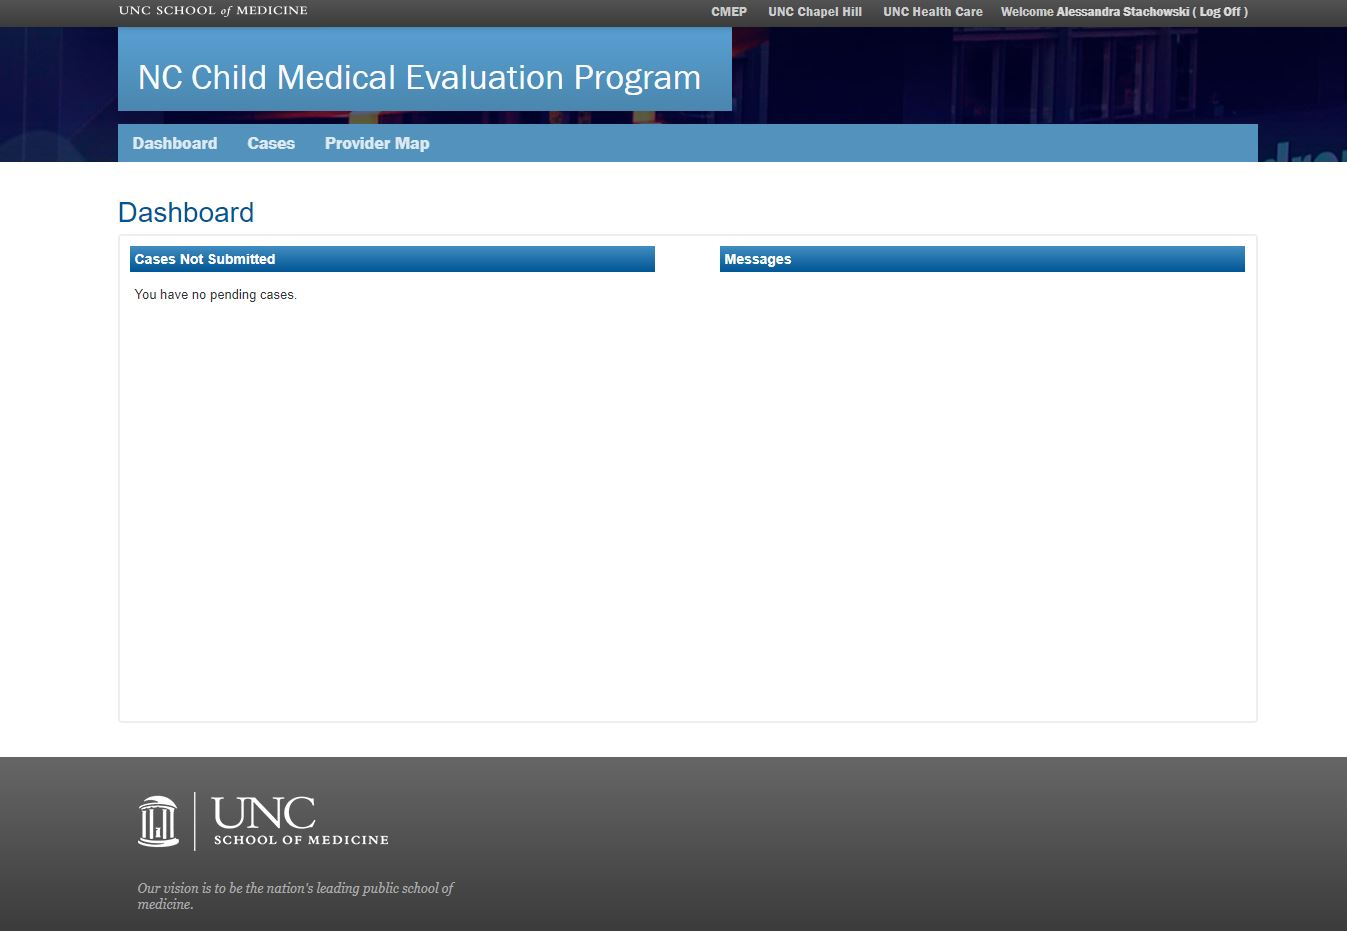 UNC SCHOOL of MEDICINE
CMEP UNC Chapel Hill UNC Health Care Welcome Alessandra Stachowski ( Log Off )
NC Child Medical Evaluation Program
Dashboard Cases Provider Map
Dashboard
Cases Not Submitted
Messages
You have no pending cases.
UNC
SCHOOL OF MEDICINE
Our vision is to be the nation's leading public school of
medicine.